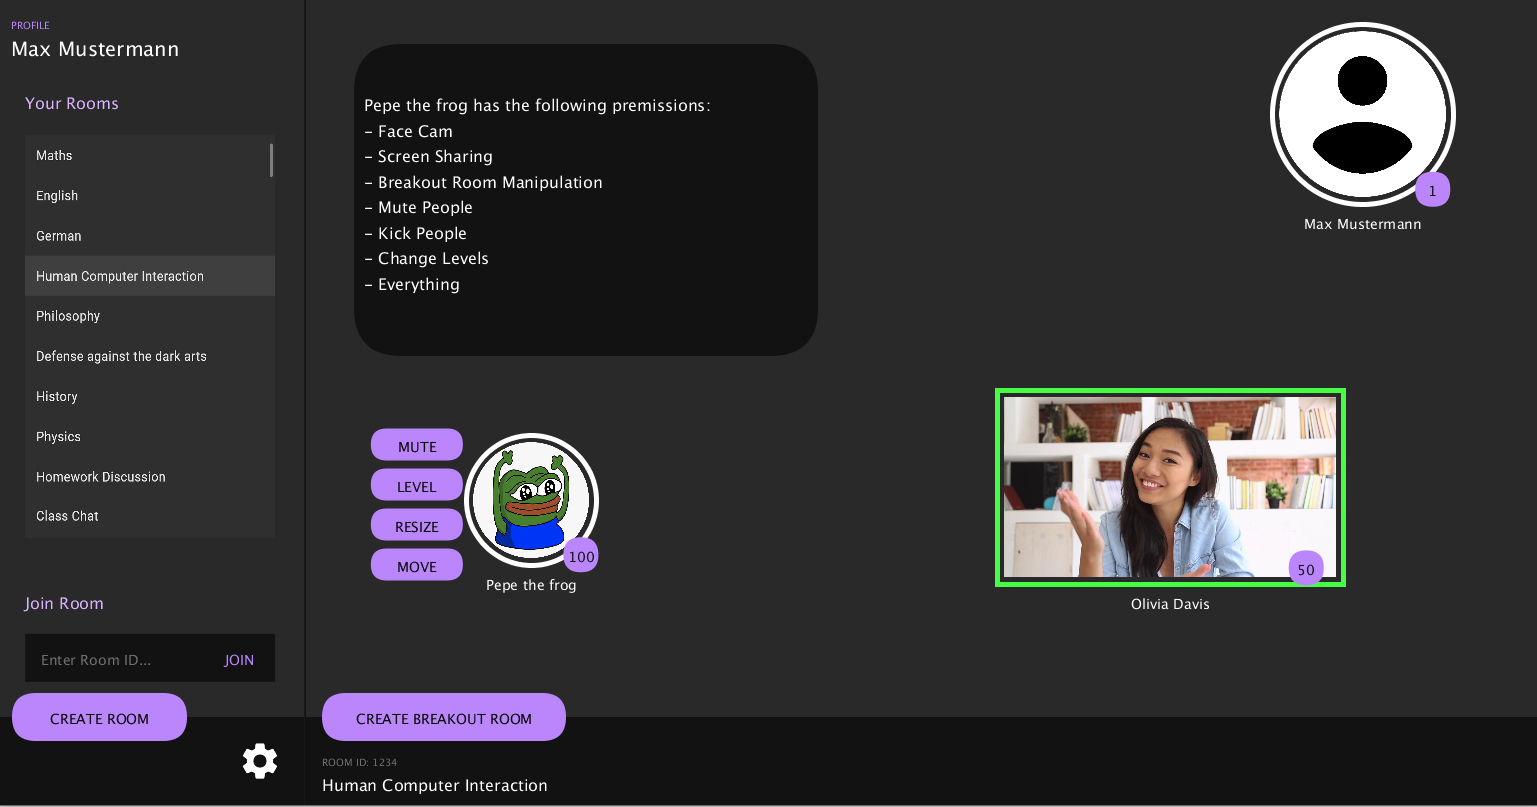 PROFILE
Max Mustermann
Your Rooms
Maths
English
German
Human Computer Interaction
Philosophy
Defense against the dark arts
History
Physics
Homework Discussion
Class Chat
Join Room
Enter Room ID...
JOIN
CREATE ROOM
Pepe the frog has the following premissions:
- Face Cam
- Screen Sharing
- Breakout Room Manipulation
- Mute People
- Kick People
- Change Levels
- Everything
1
Max Mustermann
MUTE
LEVEL
RESIZE
MOVE
100
Pepe the frog
50
Olivia Davis
CREATE BREAKOUT ROOM
ROOM ID: 1234
Human Computer Interaction